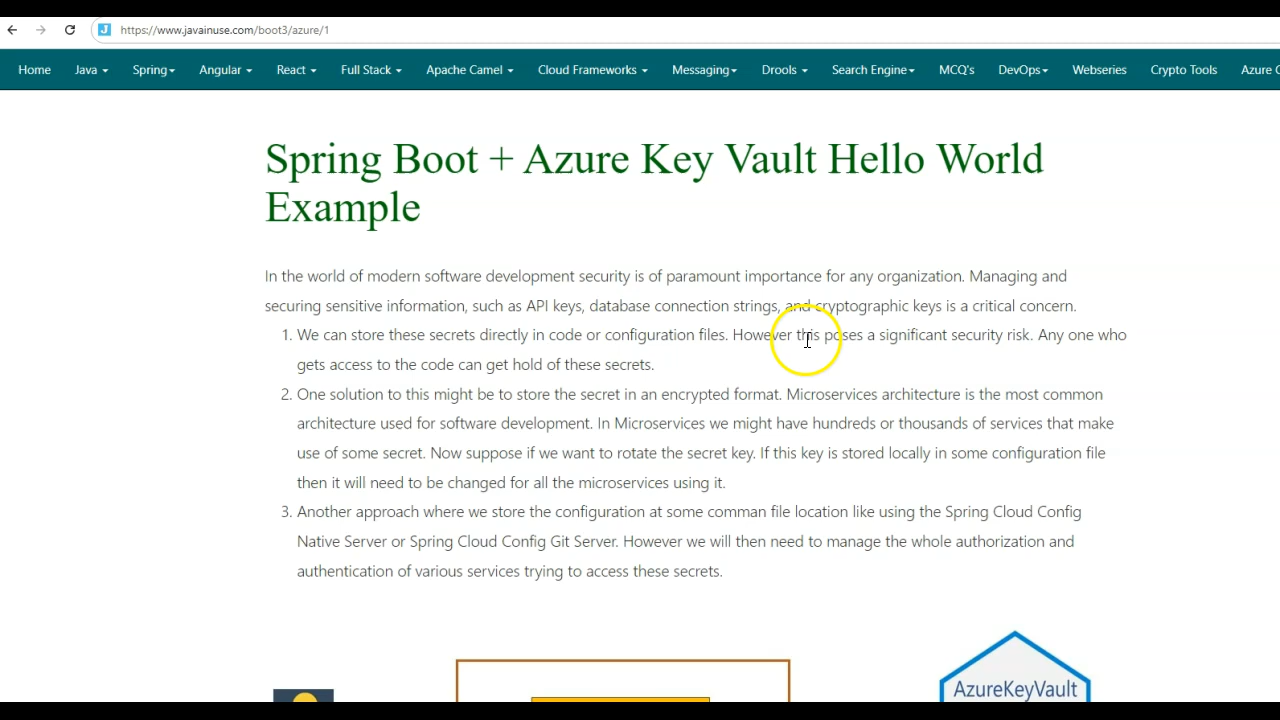 https://www.javainuse.com/boot3/azure/1
Home Java Spring Angular React Full Stack Apache Camel Cloud Frameworks Messaging Drools Search Engine MCQ's DevOps Webseries Crypto Tools Azure
Spring Boot + Azure Key Vault Hello World
Example
In the world of modern software development security is of paramount importance for any organization. Managing and
securing sensitive information, such as API keys, database connection strings, and cryptographic keys is a critical concern.
1. We can store these secrets directly in code or configuration files. However this poses a significant security risk. Any one who
gets access to the code can get hold of these secrets.
2. One solution to this might be to store the secret in an encrypted format. Microservices architecture is the most common
architecture used for software development. In Microservices we might have hundreds or thousands of services that make
use of some secret. Now suppose if we want to rotate the secret key. If this key is stored locally in some configuration file
then it will need to be changed for all the microservices using it.
3. Another approach where we store the configuration at some comman file location like using the Spring Cloud Config
Native Server or Spring Cloud Config Git Server. However we will then need to manage the whole authorization and
authentication of various services trying to access these secrets.
AzureKeyVault